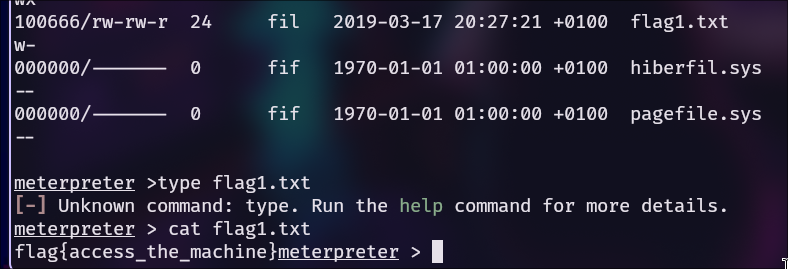 wx
100666/rw-rw-r  24     fil   2019-03-17 20:27:21 +0100  flag1.txt
w-
000000/———————  0      fif   1970-01-01 01:00:00 +0100  hiberfil.sys
--
000000/———————  0      fif   1970-01-01 01:00:00 +0100  pagefile.sys
--
meterpreter >type flag1.txt
[-] Unknown command: type. Run the help command for more details.
meterpreter > cat flag1.txt
flag{access_the_machine}meterpreter >